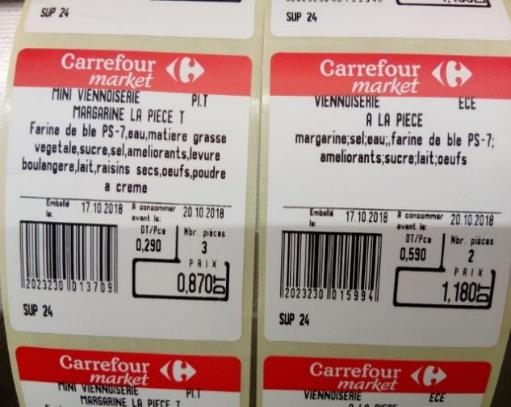 SUP 24
SUP 24
Carrefour
market
MINI VIENNOISERIE PI.T
MARGARINE LA PIECE T
Farine de ble PS-7,eau,matiere grasse
vegetale,sucre,sel,ameliorants,levure
boulangere,lait,raisins secs,oeufs,poudre
a creme
Emballé le: 17.10.2018 A consommer avant le: 20.10.2018
DT/Pce Nbr. pièces
0,290 3
PRIX
0,870 DT
2023230 013709
SUP 24
Carrefour
market
VIENNOISERIE ECE
A LA PIECE
margarine;sel;eau;,farine de ble PS-7;
ameliorants;sucre;lait;oeufs
Emballé le: 17.10.2018 A consommer avant le: 20.10.2018
DT/Pce Nbr. pièces
0,590 2
PRIX
1,180 DT
2023230 015994
SUP 24
Carrefour
market
MINI VIENNOISERIE PI.T
MARGARINE LA PIECE T
Carrefour
market
VIENNOISERIE ECE
A LA PIECE